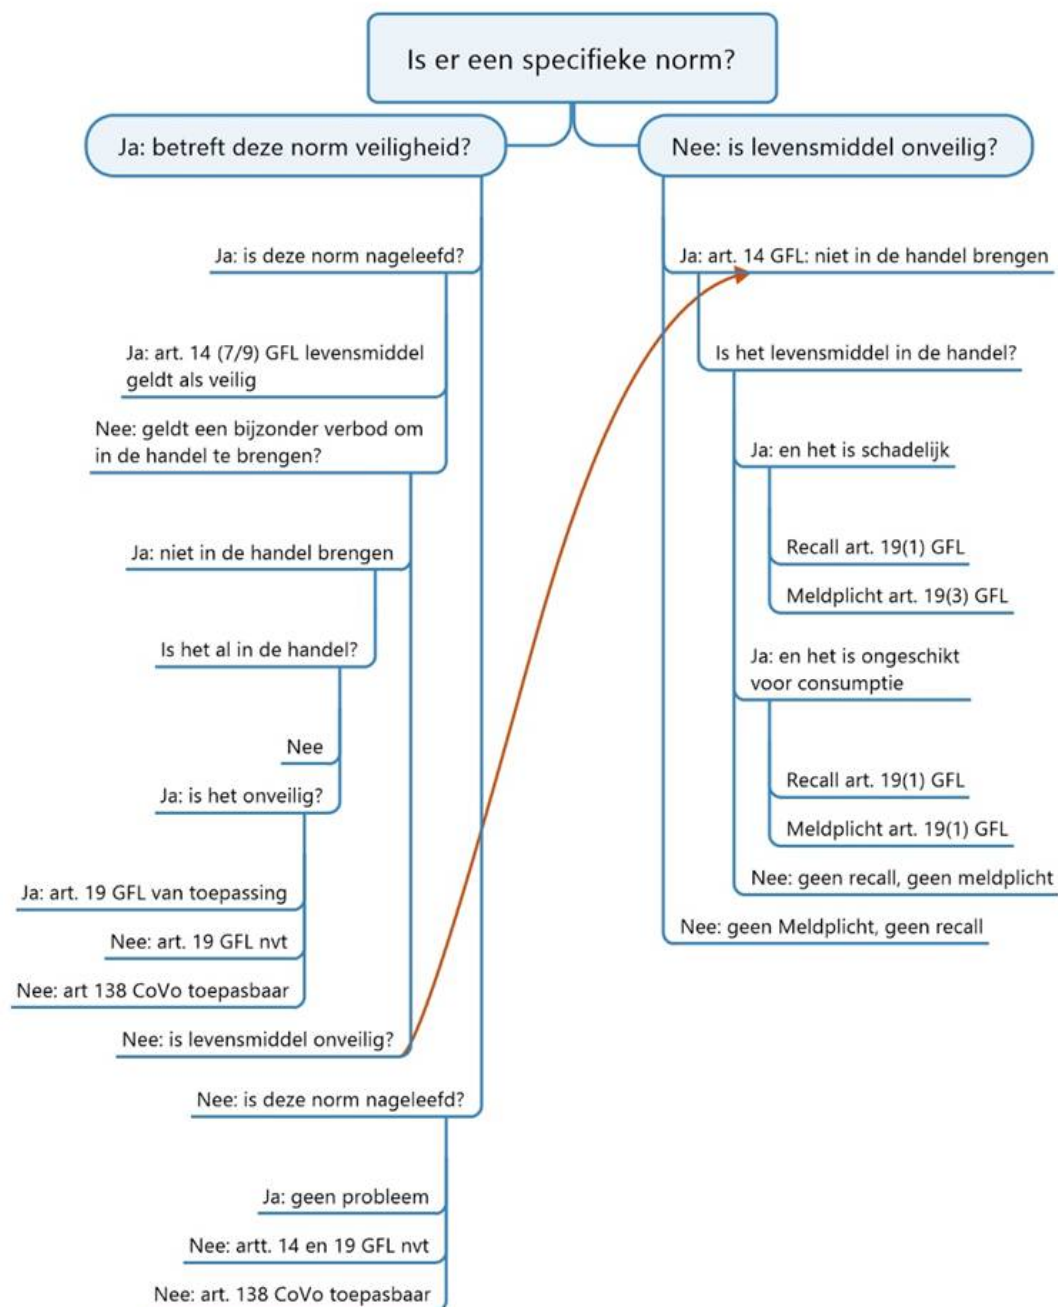 Is er een specifieke norm?
Ja: betreft deze norm veiligheid?
Nee: is levensmiddel onveilig?
Ja: is deze norm nageleefd?
Ja: art. 14 (7/9) GFL levensmiddel
geldt als veilig
Nee: geldt een bijzonder verbod om
in de handel te brengen?
Ja: niet in de handel brengen
Is het al in de handel?
Nee
Ja: is het onveilig?
Ja: art. 19 GFL van toepassing
Nee: art. 19 GFL nvt
Nee: art 138 CoVo toepasbaar
Nee: is levensmiddel onveilig?
Nee: is deze norm nageleefd?
Ja: geen probleem
Nee: artt. 14 en 19 GFL nvt
Nee: art. 138 CoVo toepasbaar
Ja: art. 14 GFL: niet in de handel brengen
Is het levensmiddel in de handel?
Ja: en het is schadelijk
Recall art. 19(1) GFL
Meldplicht art. 19(3) GFL
Ja: en het is ongeschikt
voor consumptie
Recall art. 19(1) GFL
Meldplicht art. 19(1) GFL
Nee: geen recall, geen meldplicht
Nee: geen Meldplicht, geen recall